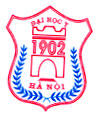 ĐẠI HỌC Y
1902
HÀ NỘI